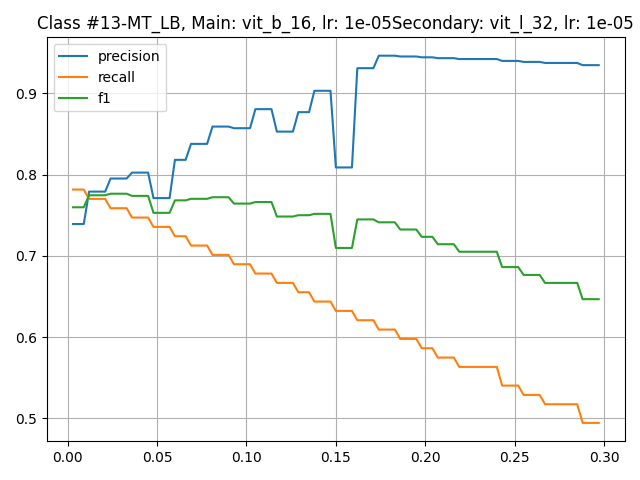 Class #13-MT_LB, Main: vit_b_16, lr: 1e-05Secondary: vit_l_32, lr: 1e-05
precision
recall
f1
0.9
0.8
0.7
0.6
0.5
0.00 0.05 0.10 0.15 0.20 0.25 0.30